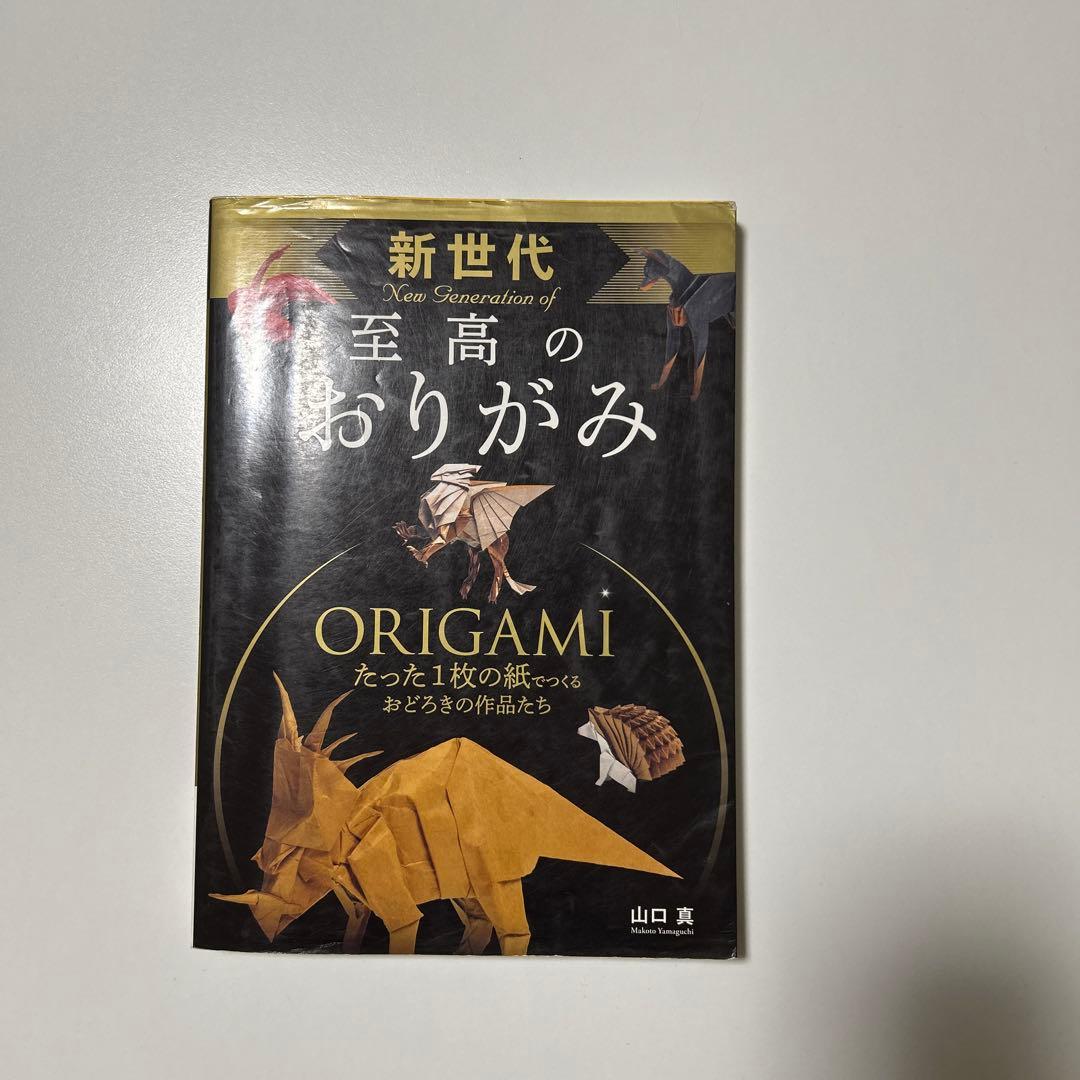 新世代
New Generation of
至高の
おりがみ
ORIGAMI
たった1枚の紙でつくる
おどろきの作品たち
山口 真
Makoto Yamaguchi